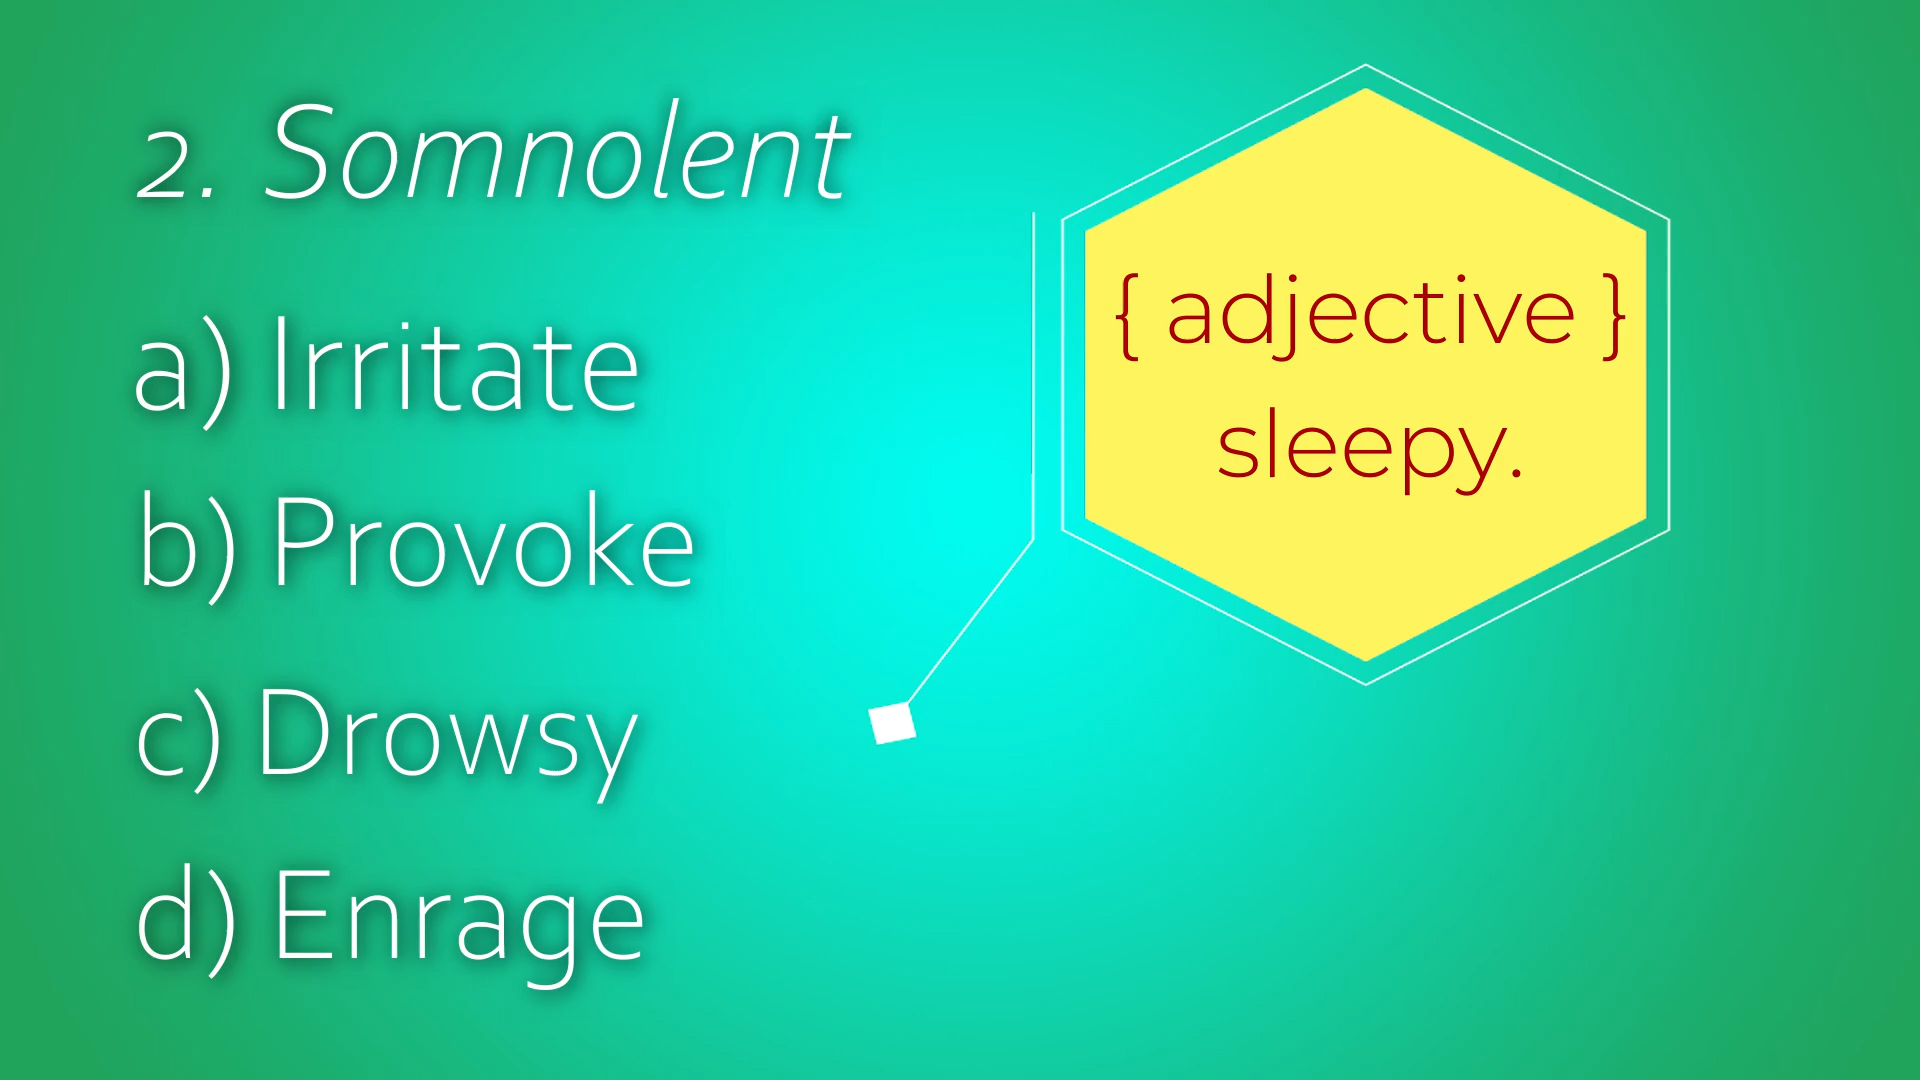 2. Somnolent
a) Irritate
b) Provoke
c) Drowsy
d) Enrage
{ adjective }
sleepy.